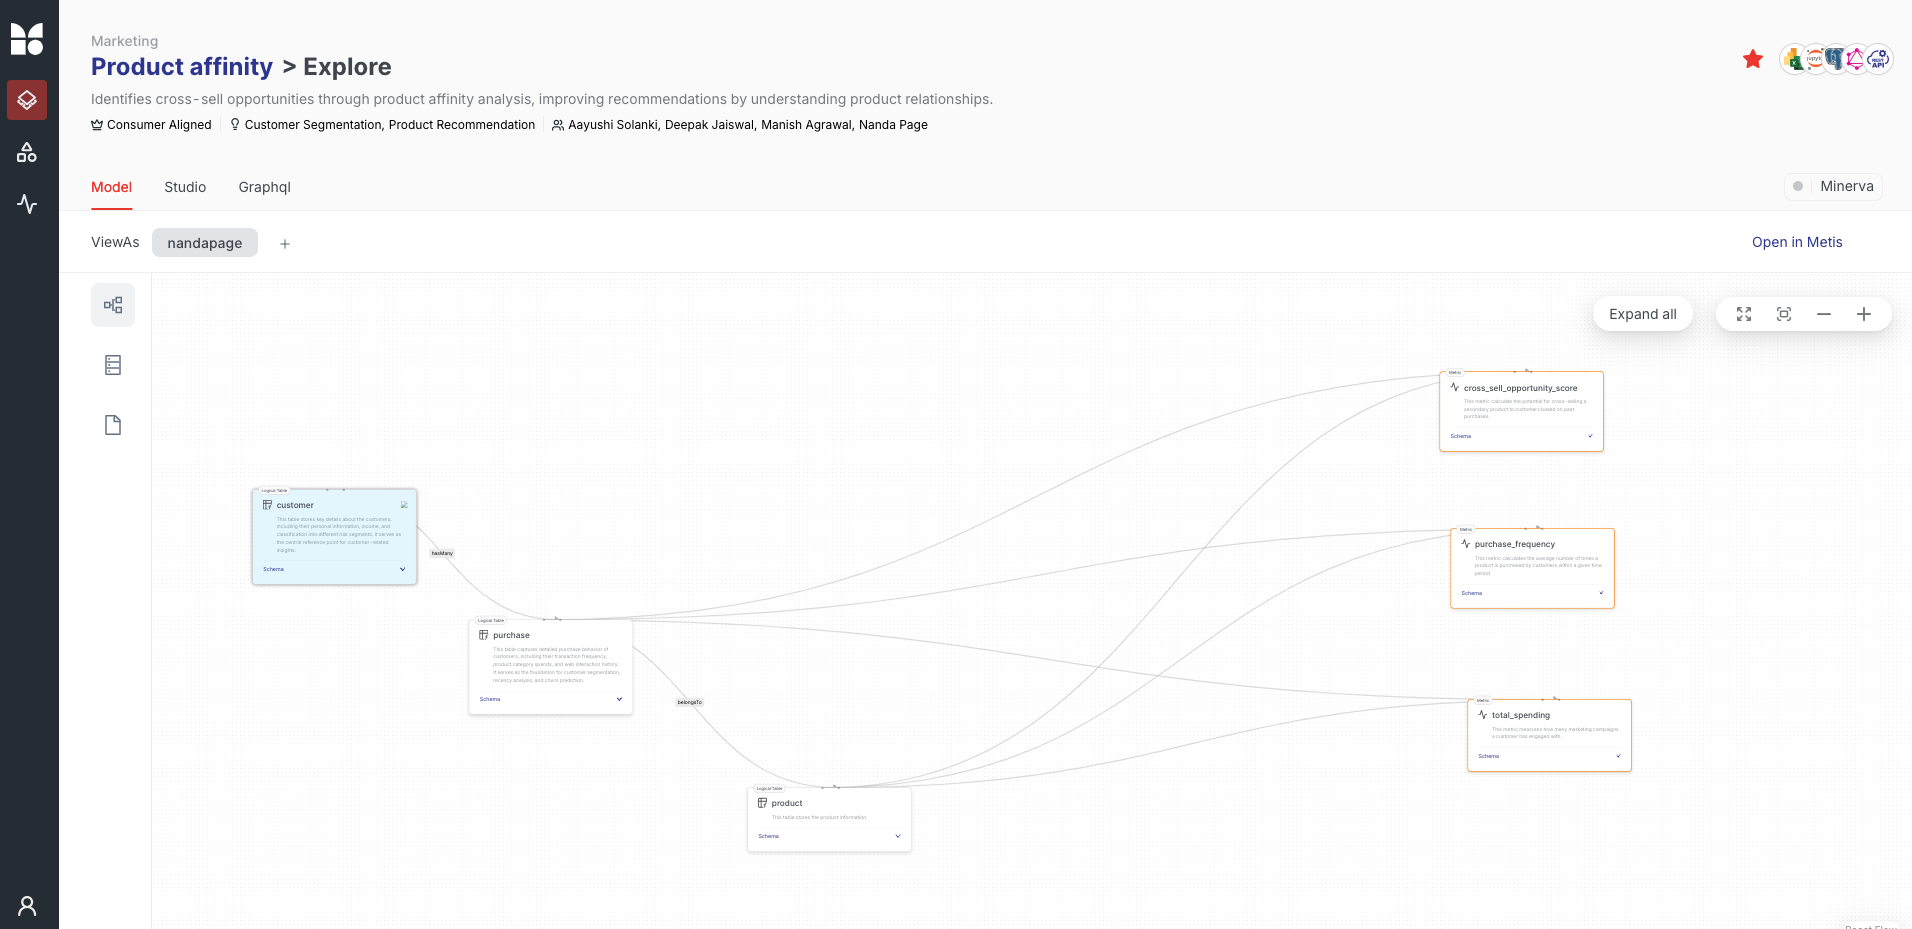 Marketing
Product affinity > Explore
Identifies cross-sell opportunities through product affinity analysis, improving recommendations by understanding product relationships.
Consumer Aligned
Customer Segmentation, Product Recommendation
Aayushi Solanki, Deepak Jaiswal, Manish Agrawal, Nanda Page
REST API
Model
Studio
Graphql
Minerva
ViewAs
nandapage
+
Open in Metis
Expand all
Metric
cross_sell_opportunity_score
This metric calculate the potential for cross-selling a
secondary product to customers based on past
purchases
Schema
Logical Table
customer
This table stores key details about the customers,
including their personal information, income, and
classification into different risk segments. It serves as
the central reference point for customer-related
insights.
Schema
hasMany
Metric
purchase_frequency
This metric calculates the average number of times a
product is purchased by customers within a given time
period
Schema
Logical Table
purchase
This table captures detailed purchase behavior of
customers, including their transaction frequency,
product category spends, and web interaction history.
It serves as the foundation for customer segmentation,
recency analysis, and churn prediction.
Schema
belongsTo
Metric
total_spending
This metric measures how many marketing campaigns
a customer has engaged with.
Schema
Logical Table
product
This table stores the product information.
Schema
React Flow